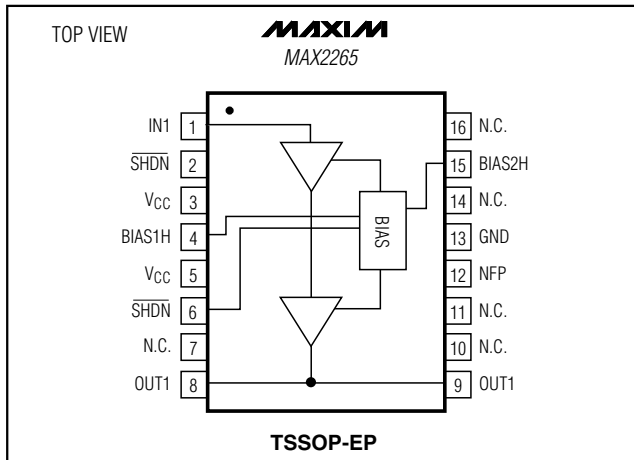 TOP VIEW
MAXIM
MAX2265
IN1 1
SHDN 2
VCC 3
BIAS1H 4
VCC 5
SHDN 6
N.C. 7
OUT1 8
16 N.C.
15 BIAS2H
14 N.C.
13 GND
12 NFP
11 N.C.
10 N.C.
9 OUT1
BIAS
TSSOP-EP